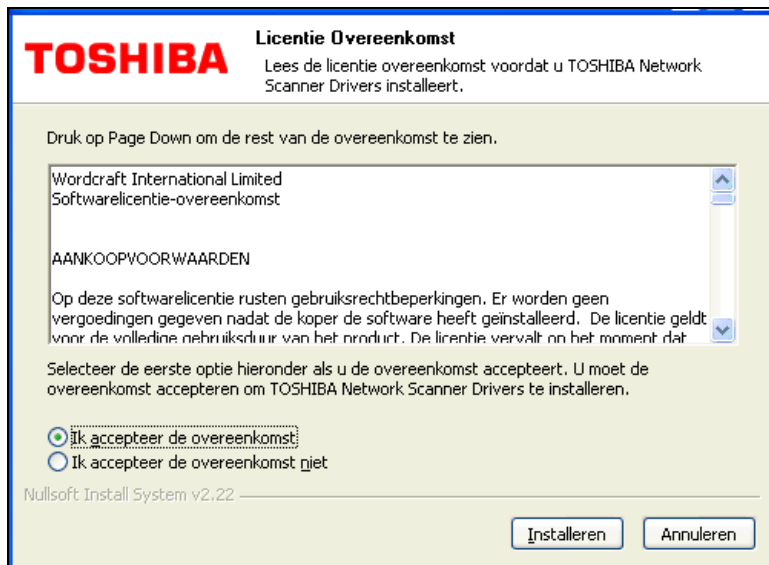 TOSHIBA
Licentie Overeenkomst
Lees de licentie overeenkomst voordat u TOSHIBA Network
Scanner Drivers installeert.
Druk op Page Down om de rest van de overeenkomst te zien.
Wordcraft International Limited
Softwarelicentie-overeenkomst
AANKOOPVOORWAARDEN
Op deze softwarelicentie rusten gebruiksrechtbeperkingen. Er worden geen
vergoedingen gegeven nadat de koper de software heeft geïnstalleerd. De licentie geldt
voor de volledige gebruiksduur van het product. De licentie vervalt op het moment dat
Selecteer de eerste optie hieronder als u de overeenkomst accepteert. U moet de
overeenkomst accepteren om TOSHIBA Network Scanner Drivers te installeren.
Ik accepteer de overeenkomst
Ik accepteer de overeenkomst niet
Nullsoft Install System v2.22
Installeren
Annuleren